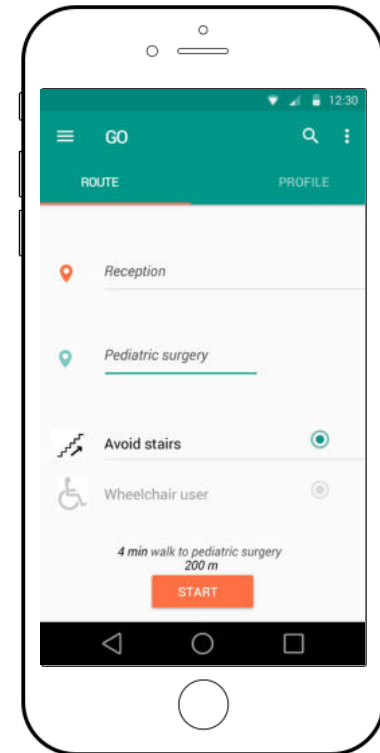 12:30
GO
ROUTE PROFILE
Reception
Pediatric surgery
Avoid stairs
Wheelchair user
4 min walk to pediatric surgery
200 m
START